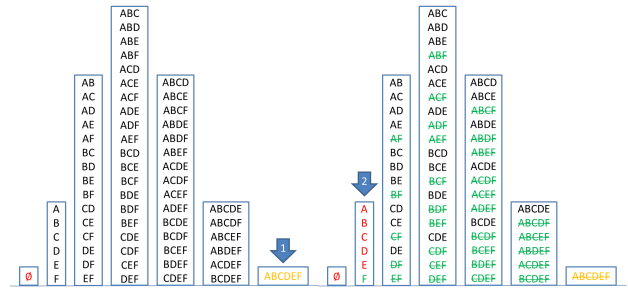 Ø
A
B
C
D
E
F
AB
AC
AD
AE
AF
BC
BD
BE
BF
CD
CE
CF
DE
DF
EF
ABC
ABD
ABE
ABF
ACD
ACE
ACF
ADE
ADF
AEF
BCD
BCE
BCF
BDE
BDF
BEF
CDE
CDF
CEF
DEF
ABCD
ABCE
ABCF
ABDE
ABDF
ABEF
ACDE
ACDF
ACEF
ADEF
BCDE
BCDF
BCEF
BDEF
CDEF
ABCDE
ABCDF
ABCEF
ABDEF
ACDEF
BCDEF
1
ABCDEF
Ø
2
A
B
C
D
E
F
AB
AC
AD
AE
AF
BC
BD
BE
BF
CD
CE
CF
DE
DF
EF
ABC
ABD
ABE
ABF
ACD
ACE
ACF
ADE
ADF
AEF
BCD
BCE
BCF
BDE
BDF
BEF
CDE
CDF
CEF
DEF
ABCD
ABCE
ABCF
ABDE
ABDF
ABEF
ACDE
ACDF
ACEF
ADEF
BCDE
BCDF
BCEF
BDEF
CDEF
ABCDE
ABCDF
ABCEF
ABDEF
ACDEF
BCDEF
ABCDEF